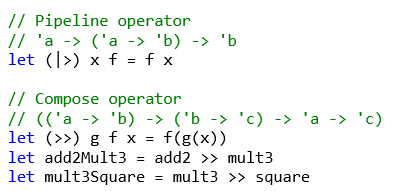 // Pipeline operator
// 'a -> ('a -> 'b) -> 'b
let (|>) x f = f x
// Compose operator
// (('a -> 'b) -> ('b -> 'c) -> 'a -> 'c)
let (>>) g f x = f(g(x))
let add2Mult3 = add2 >> mult3
let mult3Square = mult3 >> square